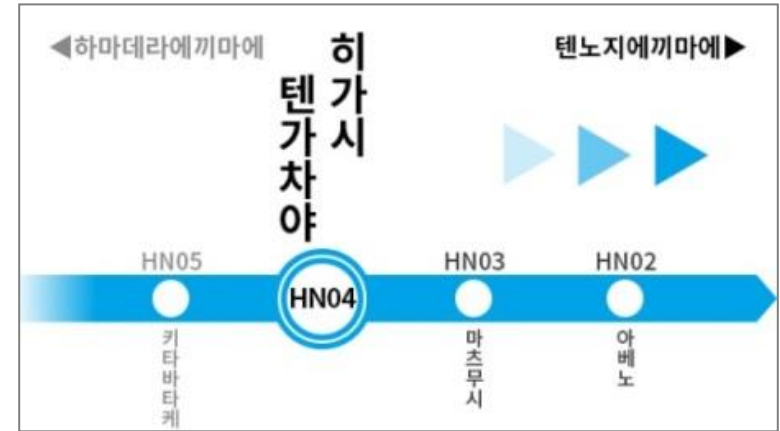 ◀하마데라에끼마에
텐노지에끼마에▶
히가시
텐가차야
HN05
HN04
HN03
HN02
키타바타케
마츠무시
아베노